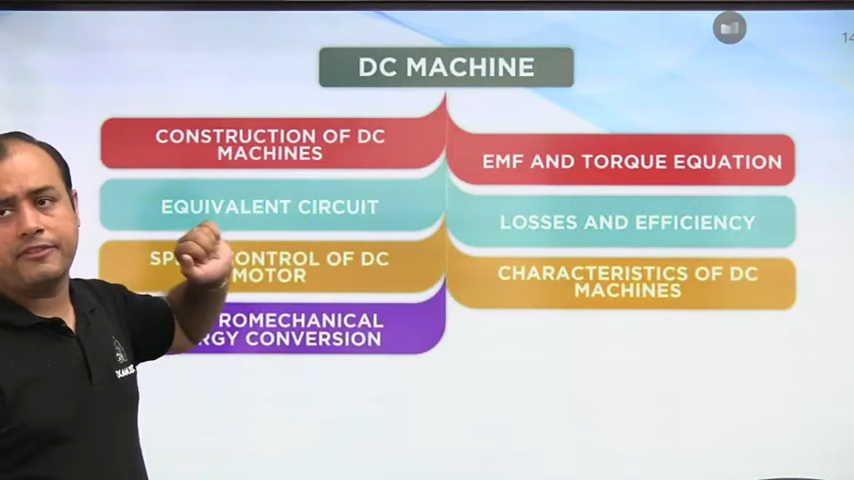 14
DC MACHINE
CONSTRUCTION OF DC
MACHINES
EMF AND TORQUE EQUATION
EQUIVALENT CIRCUIT
LOSSES AND EFFICIENCY
CONTROL OF DC
MOTOR
CHARACTERISTICS OF DC
MACHINES
ROMECHANICAL
RGY CONVERSION